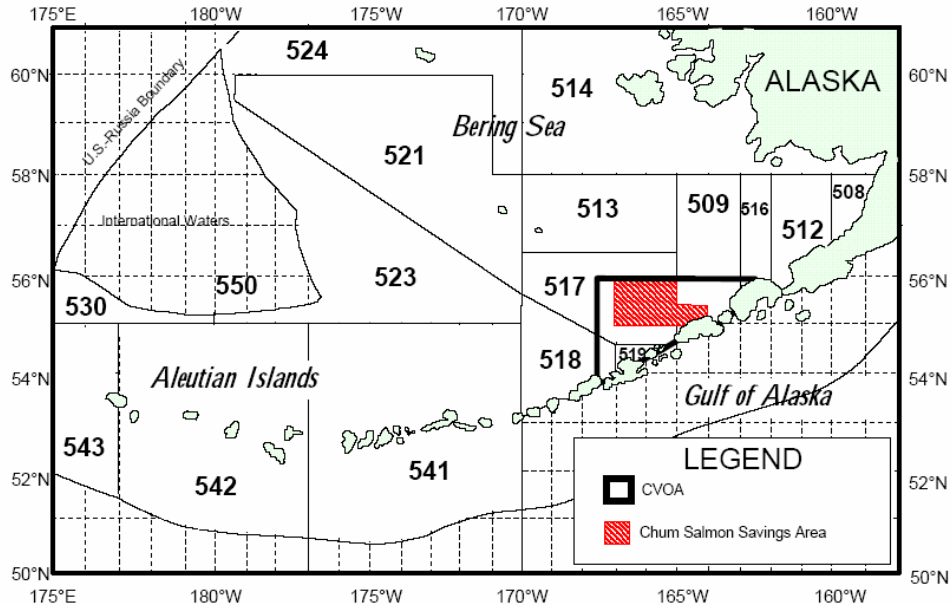 175°E 180°W 175°W 170°W 165°W 160°W
524
60°N 514 ALASKA 60°N
U.S.-Russia Boundary
Bering Sea
521
58°N 58°N
508
513 509 516
International Waters
512
56°N 550 523 517 56°N
530
518 519
54°N Aleutian Islands 54°N
Gulf of Alaska
543 541
52°N 542 52°N
LEGEND
CVOA
Chum Salmon Savings Area
50°N 50°N
175°E 180°W 175°W 170°W 165°W 160°W